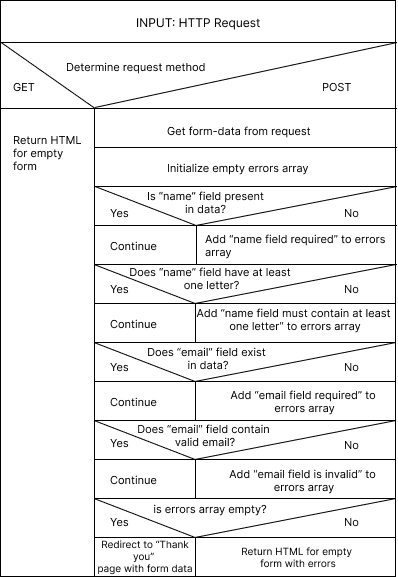 INPUT: HTTP Request
Determine request method
GET
POST
Return HTML
for empty
form
Get form-data from request
Initialize empty errors array
Is “name” field present
in data?
Yes
No
Continue
Add “name field required” to errors
array
Does “name” field have at least
one letter?
Yes
No
Continue
Add “name field must contain at least
one letter” to errors array
Does “email” field exist
in data?
Yes
No
Continue
Add “email field required” to
errors array
Does “email” field contain
valid email?
Yes
No
Continue
Add “email field is invalid” to
errors array
is errors array empty?
Yes
No
Redirect to “Thank
you”
page with form data
Return HTML for empty
form with errors